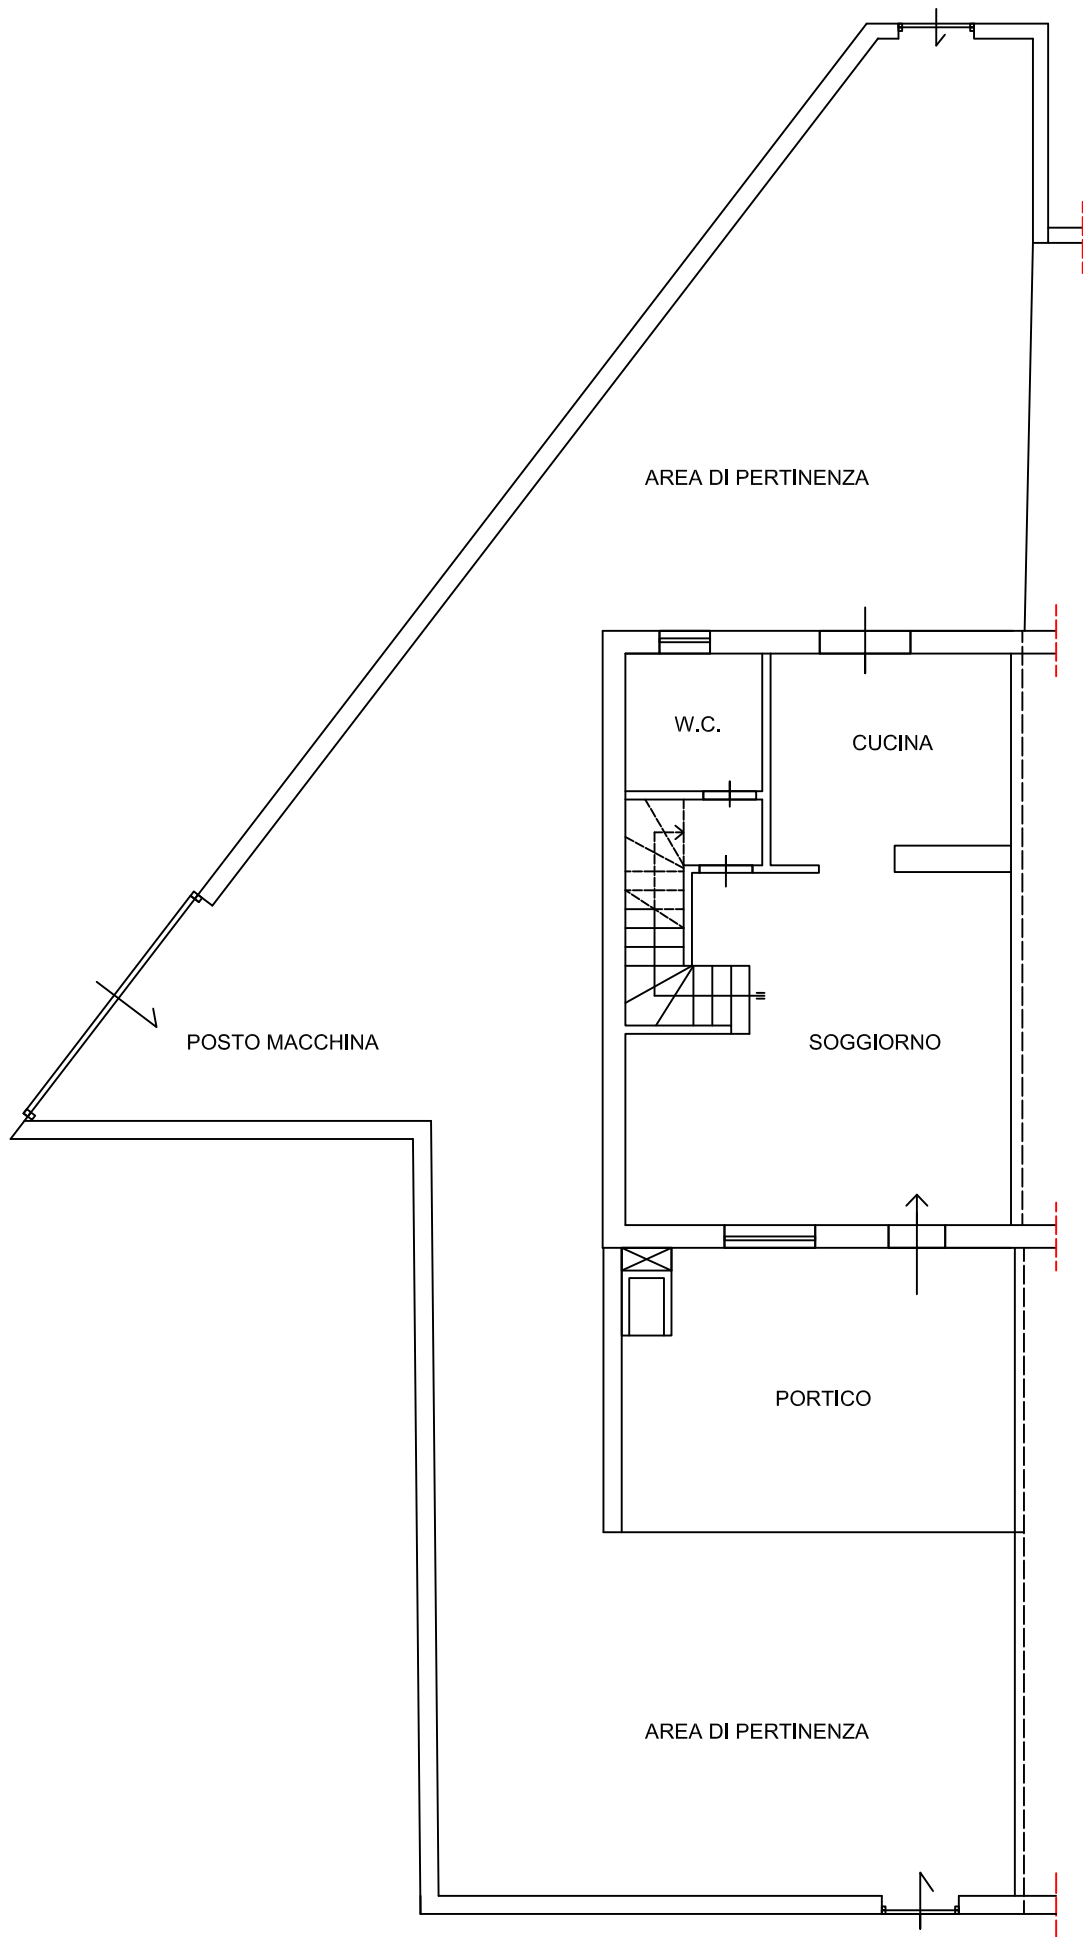 AREA DI PERTINENZA
W.C.
CUCINA
POSTO MACCHINA
SOGGIORNO
PORTICO
AREA DI PERTINENZA